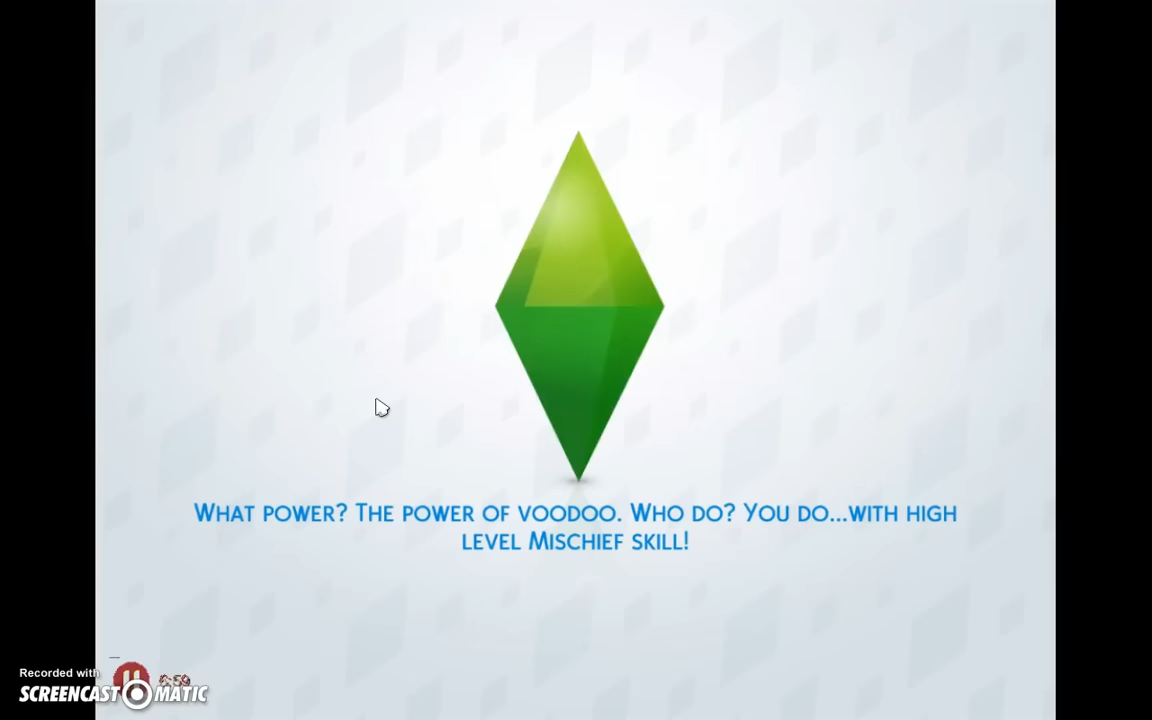 What power? The power of voodoo. Who do? You do...with high
level Mischief skill!
Recorded with
SCREENCAST MATIC